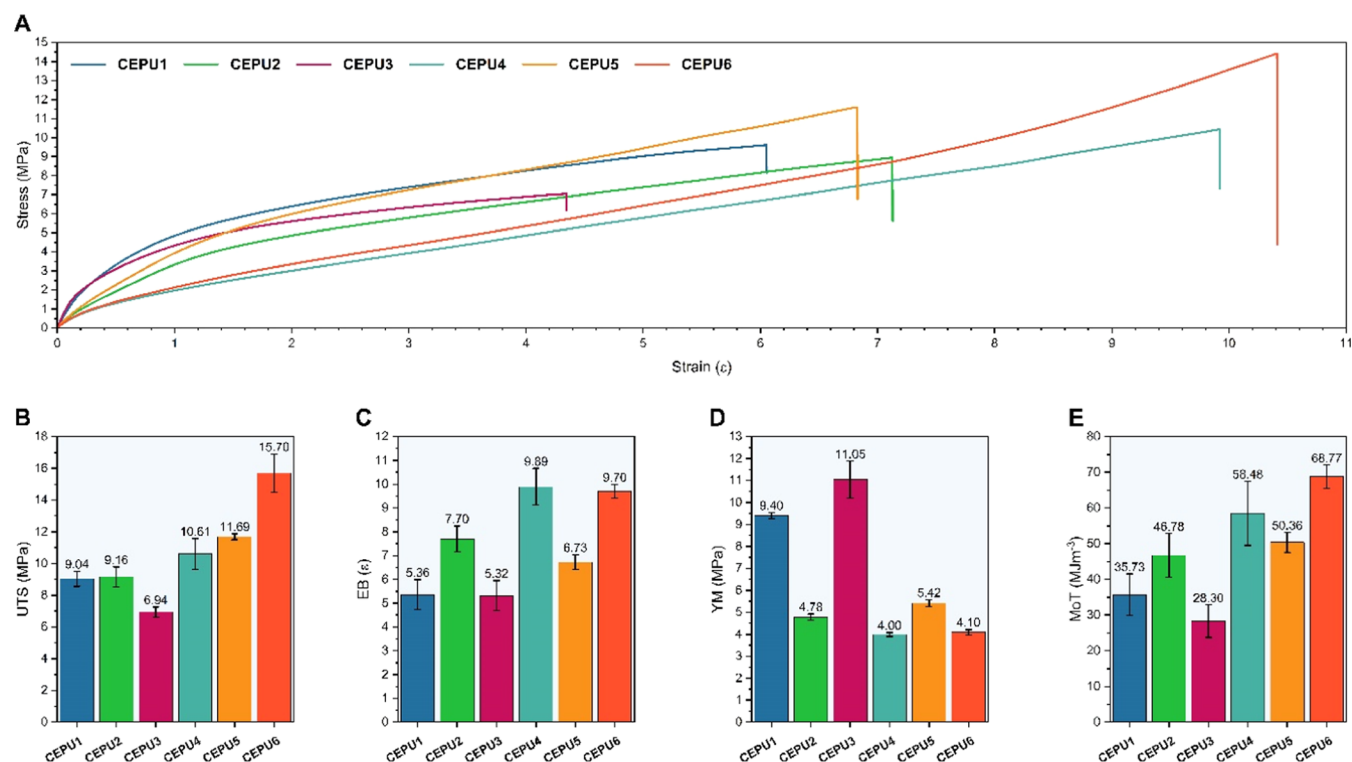 A
Stress (MPa)
15
14
13
12
11
10
9
8
7
6
5
4
3
2
1
0
CEPU1 CEPU2 CEPU3 CEPU4 CEPU5 CEPU6
0 1 2 3 4 5 6 7 8 9 10 11
Strain (ε)
B
UTS (MPa)
18
16
14
12
10
8
6
4
2
0
9.04 9.16 6.94 10.61 11.69 15.70
CEPU1 CEPU2 CEPU3 CEPU4 CEPU5 CEPU6
C
EB (ε)
12
11
10
9
8
7
6
5
4
3
2
1
0
5.36 7.70 5.32 9.89 6.73 9.70
CEPU1 CEPU2 CEPU3 CEPU4 CEPU5 CEPU6
D
YM (MPa)
13
12
11
10
9
8
7
6
5
4
3
2
1
0
9.40 4.78 11.05 4.00 5.42 4.10
CEPU1 CEPU2 CEPU3 CEPU4 CEPU5 CEPU6
E
MoT (MJm⁻³)
80
70
60
50
40
30
20
10
0
35.73 46.78 28.30 58.48 50.36 68.77
CEPU1 CEPU2 CEPU3 CEPU4 CEPU5 CEPU6